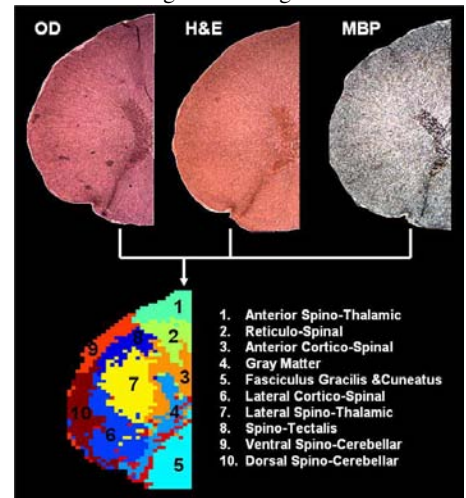 OD H&E MBP
1
2
3
4
5
6
7
8
9
10
1. Anterior Spino-Thalamic
2. Reticulo-Spinal
3. Anterior Cortico-Spinal
4. Gray Matter
5. Fasciculus Gracilis &Cuneatus
6. Lateral Cortico-Spinal
7. Lateral Spino-Thalamic
8. Spino-Tectalis
9. Ventral Spino-Cerebellar
10. Dorsal Spino-Cerebellar